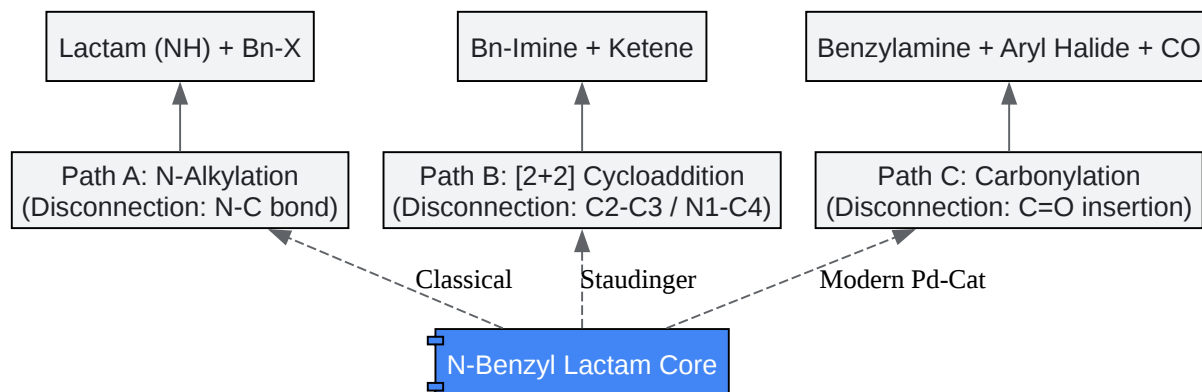 Lactam (NH) + Bn-X
Bn-Imine + Ketene
Benzylamine + Aryl Halide + CO
Path A: N-Alkylation
(Disconnection: N-C bond)
Path B: [2+2] Cycloaddition
(Disconnection: C2-C3 / N1-C4)
Path C: Carbonylation
(Disconnection: C=O insertion)
Classical
Staudinger
Modern Pd-Cat
N-Benzyl Lactam Core